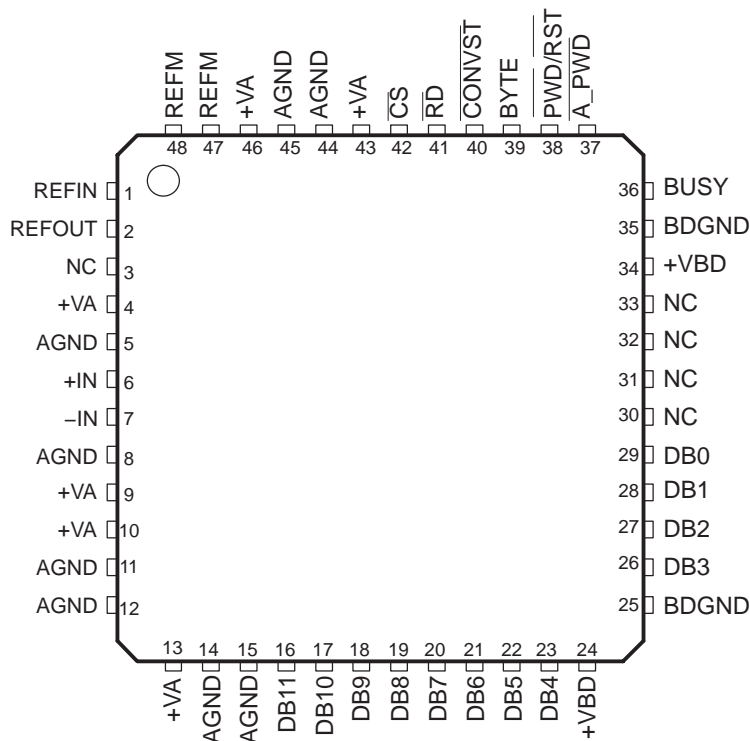 REFM
REFM
+VA
AGND
AGND
+VA
CS
RD
CONVST
BYTE
PWD/RST
A_PWD
48 47 46 45 44 43 42 41 40 39 38 37
REFIN 1
REFOUT 2
NC 3
+VA 4
AGND 5
+IN 6
–IN 7
AGND 8
+VA 9
+VA 10
AGND 11
AGND 12
36 BUSY
35 BDGND
34 +VBD
33 NC
32 NC
31 NC
30 NC
29 DB0
28 DB1
27 DB2
26 DB3
25 BDGND
13 14 15 16 17 18 19 20 21 22 23 24
+VA
AGND
AGND
DB11
DB10
DB9
DB8
DB7
DB6
DB5
DB4
+VBD